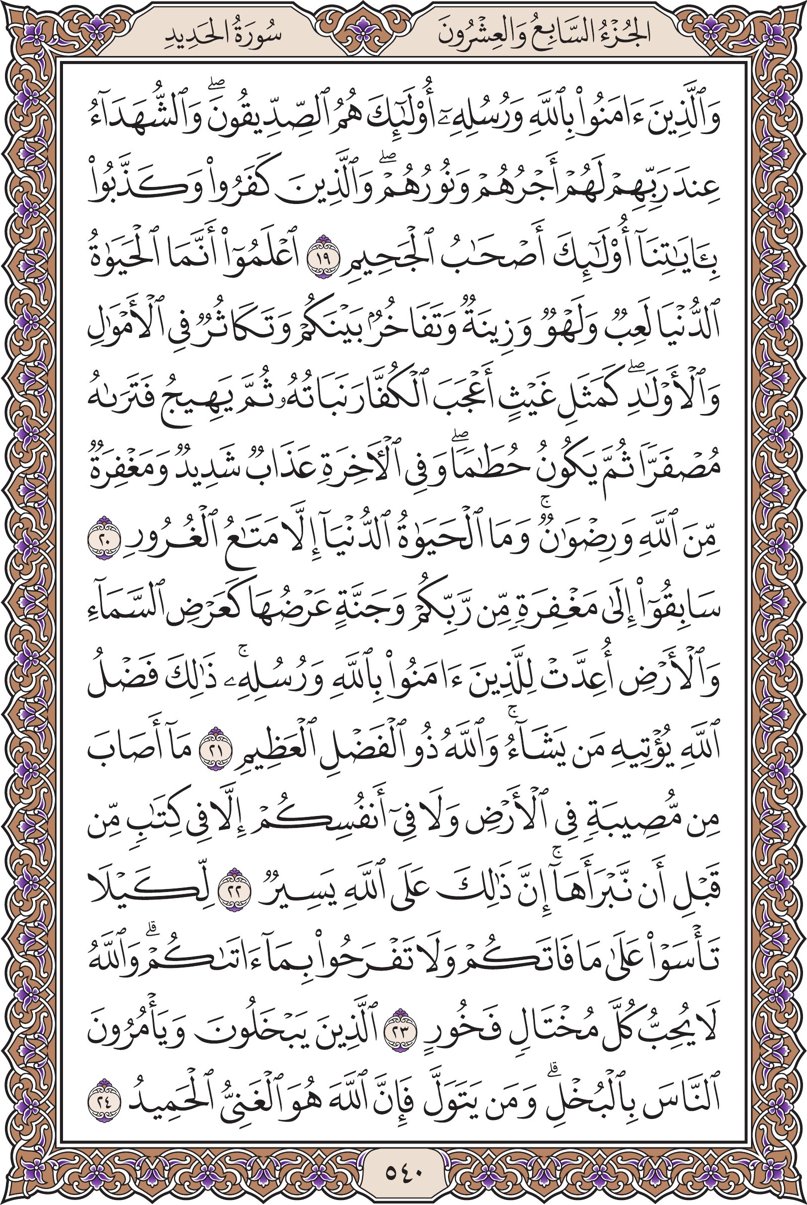 الجُزْءُ السَّابِعُ وَالعِشْرُونَ
سُورَةُ الحَدِيدِ
وَٱلَّذِينَ ءَامَنُوا۟ بِٱللَّهِ وَرُسُلِهِۦٓ أُو۟لَٰٓئِكَ هُمُ ٱلصِّدِّيقُونَۖ وَٱلشُّهَدَآءُ
عِندَ رَبِّهِمْ لَهُمْ أَجْرُهُمْ وَنُورُهُمْۖ وَٱلَّذِينَ كَفَرُوا۟ وَكَذَّبُوا۟
بِـَٔايَٰتِنَآ أُو۟لَٰٓئِكَ أَصْحَٰبُ ٱلْجَحِيمِ ١٩ ٱعْلَمُوٓا۟ أَنَّمَا ٱلْحَيَوٰةُ
ٱلدُّنْيَا لَعِبٌ وَلَهْوٌ وَزِينَةٌ وَتَفَاخُرٌۢ بَيْنَكُمْ وَتَكَاثُرٌ فِى ٱلْأَمْوَٰلِ
وَٱلْأَوْلَٰدِۖ كَمَثَلِ غَيْثٍ أَعْجَبَ ٱلْكُفَّارَ نَبَاتُهُۥ ثُمَّ يَهِيجُ فَتَرَىٰهُ
مُصْفَرًّا ثُمَّ يَكُونُ حُطَٰمًاۖ وَفِى ٱلْءَاخِرَةِ عَذَابٌ شَدِيدٌ وَمَغْفِرَةٌ
مِّنَ ٱللَّهِ وَرِضْوَٰنٌۚ وَمَا ٱلْحَيَوٰةُ ٱلدُّنْيَآ إِلَّا مَتَٰعُ ٱلْغُرُورِ ٢٠
سَابِقُوٓا۟ إِلَىٰ مَغْفِرَةٍ مِّن رَّبِّكُمْ وَجَنَّةٍ عَرْضُهَا كَعَرْضِ ٱلسَّمَآءِ
وَٱلْأَرْضِ أُعِدَّتْ لِلَّذِينَ ءَامَنُوا۟ بِٱللَّهِ وَرُسُلِهِۦۚ ذَٰلِكَ فَضْلُ
ٱللَّهِ يُؤْتِيهِ مَن يَشَآءُۚ وَٱللَّهُ ذُو ٱلْفَضْلِ ٱلْعَظِيمِ ٢١ مَآ أَصَابَ
مِن مُّصِيبَةٍ فِى ٱلْأَرْضِ وَلَا فِىٓ أَنفُسِكُمْ إِلَّا فِى كِتَٰبٍ مِّن
قَبْلِ أَن نَّبْرَأَهَآۚ إِنَّ ذَٰلِكَ عَلَى ٱللَّهِ يَسِيرٌ ٢٢ لِّكَيْلَا
تَأْسَوْا۟ عَلَىٰ مَا فَاتَكُمْ وَلَا تَفْرَحُوا۟ بِمَآ ءَاتَىٰكُمْۗ وَٱللَّهُ
لَا يُحِبُّ كُلَّ مُخْتَالٍ فَخُورٍ ٢٣ ٱلَّذِينَ يَبْخَلُونَ وَيَأْمُرُونَ
ٱلنَّاسَ بِٱلْبُخْلِۗ وَمَن يَتَوَلَّ فَإِنَّ ٱللَّهَ هُوَ ٱلْغَنِىُّ ٱلْحَمِيدُ ٢٤
٥٤٠